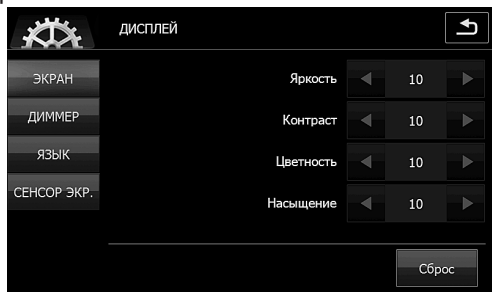 ДИСПЛЕЙ
ЭКРАН
ДИММЕР
ЯЗЫК
СЕНСОР ЭКР.
Яркость 10
Контраст 10
Цветность 10
Насыщение 10
Сброс